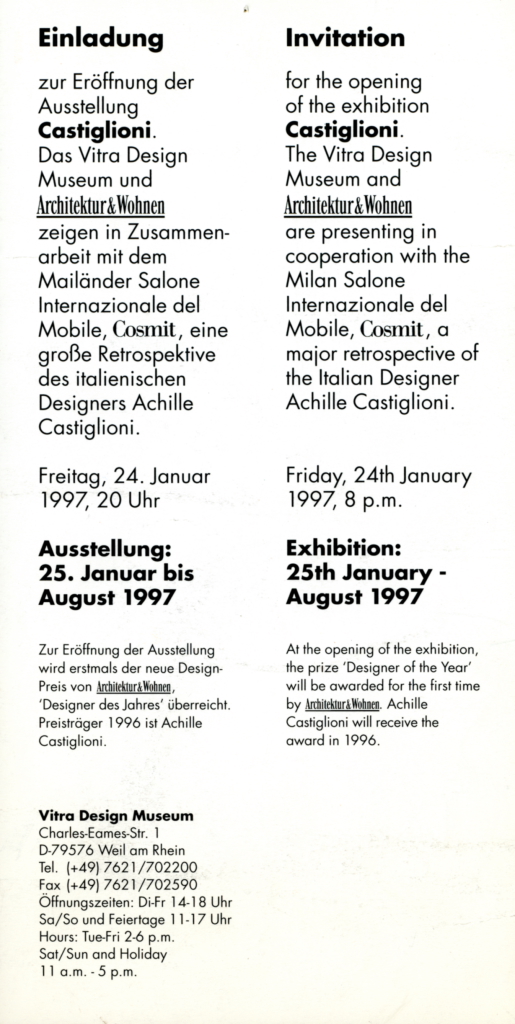 Einladung
zur Eröffnung der
Ausstellung
Castiglioni.
Das Vitra Design
Museum und
Architektur&Wohnen
zeigen in Zusammen-
arbeit mit dem
Mailänder Salone
Internazionale del
Mobile, Cosmit, eine
große Retrospektive
des italienischen
Designers Achille
Castiglioni.
Freitag, 24. Januar
1997, 20 Uhr
Ausstellung:
25. Januar bis
August 1997
Zur Eröffnung der Ausstellung
wird erstmals der neue Design-
Preis von Architektur&Wohnen,
'Designer des Jahres' überreicht.
Preisträger 1996 ist Achille
Castiglioni.
Vitra Design Museum
Charles-Eames-Str. 1
D-79576 Weil am Rhein
Tel. (+49) 7621/702200
Fax (+49) 7621/702590
Öffnungszeiten: Di-Fr 14-18 Uhr
Sa/So und Feiertage 11-17 Uhr
Hours: Tue-Fri 2-6 p.m.
Sat/Sun and Holiday
11 a.m. - 5 p.m.
Invitation
for the opening
of the exhibition
Castiglioni.
The Vitra Design
Museum and
Architektur&Wohnen
are presenting in
cooperation with the
Milan Salone
Internazionale del
Mobile, Cosmit, a
major retrospective of
the Italian Designer
Achille Castiglioni.
Friday, 24th January
1997, 8 p.m.
Exhibition:
25th January -
August 1997
At the opening of the exhibition,
the prize 'Designer of the Year'
will be awarded for the first time
by Architektur&Wohnen. Achille
Castiglioni will receive the
award in 1996.